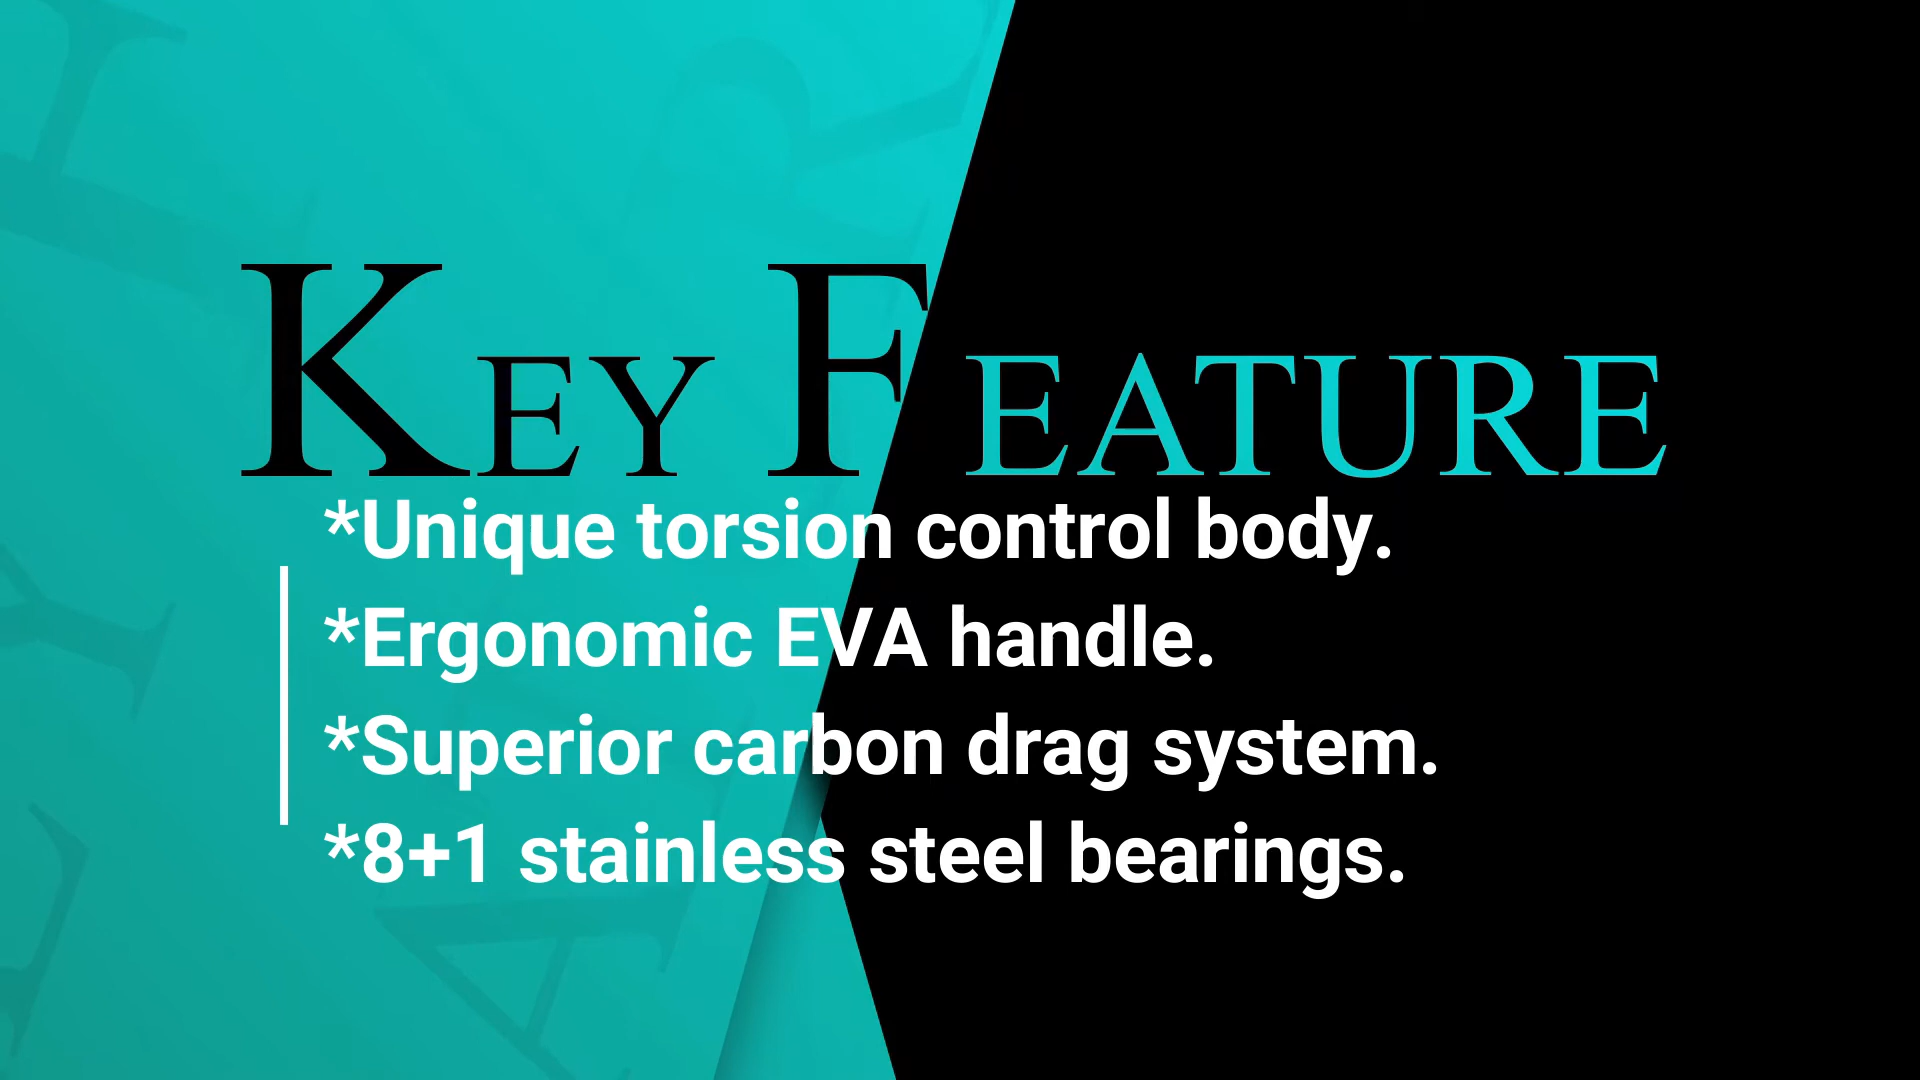 KEY FEATURE
*Unique torsion control body.
*Ergonomic EVA handle.
*Superior carbon drag system.
*8+1 stainless steel bearings.